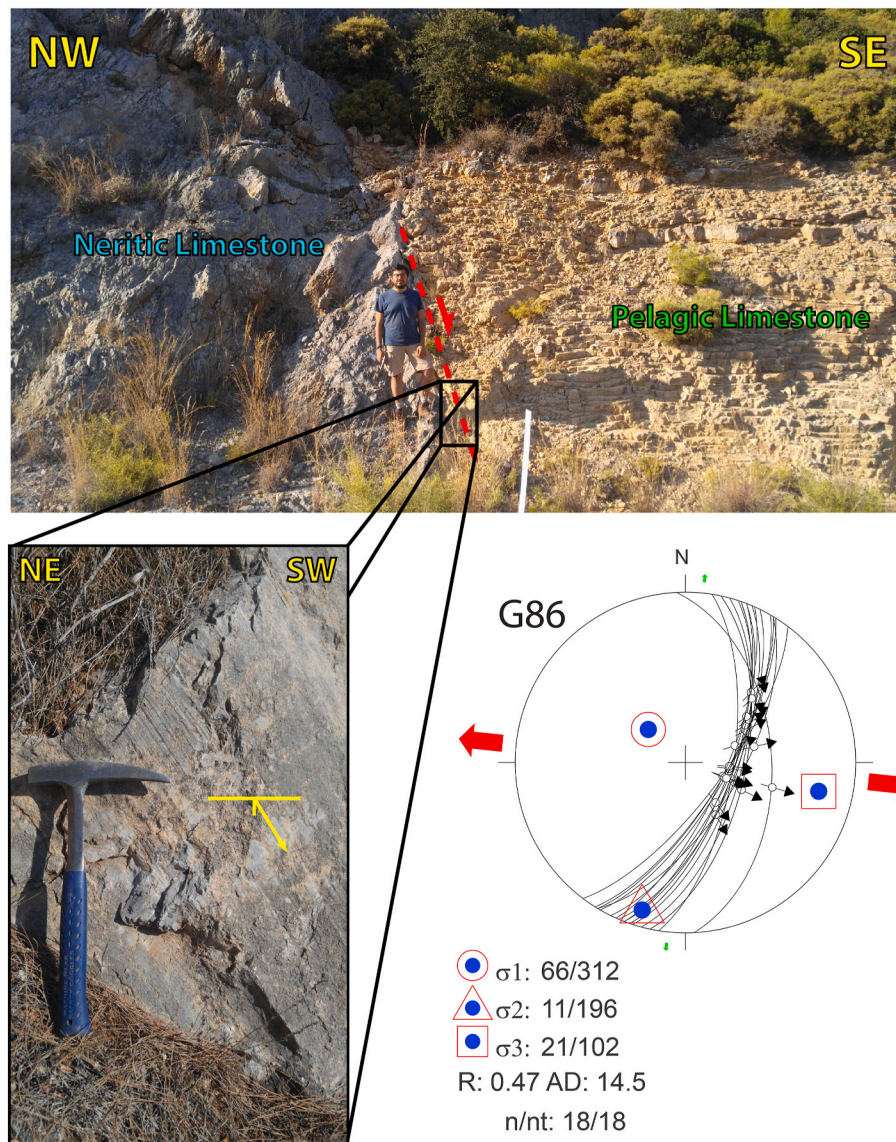 NW
SE
Neritic Limestone
Pelagic Limestone
NE
SW
N
G86
σ1: 66/312
σ2: 11/196
σ3: 21/102
R: 0.47 AD: 14.5
n/nt: 18/18